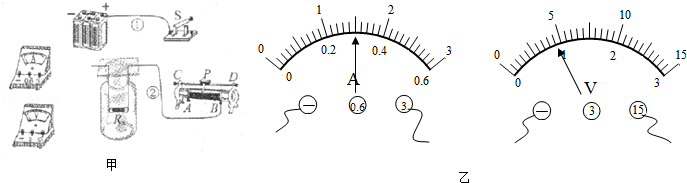 − +
①
S
C P D
②
A B
R
甲
0 1 2 3
0 0.2 0.4 0.6
A
− 0.6 3
0 5 10 15
0 1 2 3
V
− 3 15
乙